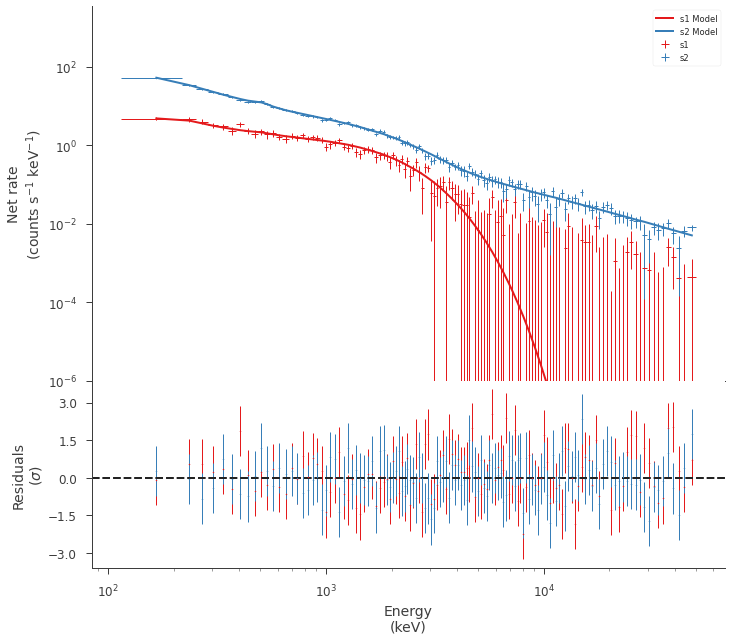 s1 Model
s2 Model
s1
s2
Net rate
(counts s⁻¹ keV⁻¹)
10²
10⁰
10⁻²
10⁻⁴
10⁻⁶
Residuals
(σ)
3.0
1.5
0.0
−1.5
−3.0
10²
10³
10⁴
Energy
(keV)